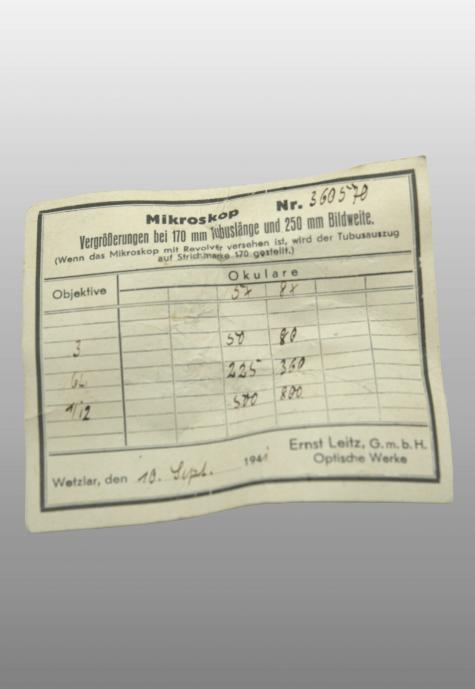 Mikroskop Nr. 360570
Vergrößerungen bei 170 mm Tubuslänge und 250 mm Bildweite.
(Wenn das Mikroskop mit Revolver versehen ist, wird der Tubusauszug
auf Strichmarke 170 gestellt.)
Objektive Okulare
5x 8x
3 50 80
6L 225 360
1/12 500 800
Wetzlar, den 10. Sept. 1941
Ernst Leitz, G.m.b.H.
Optische Werke